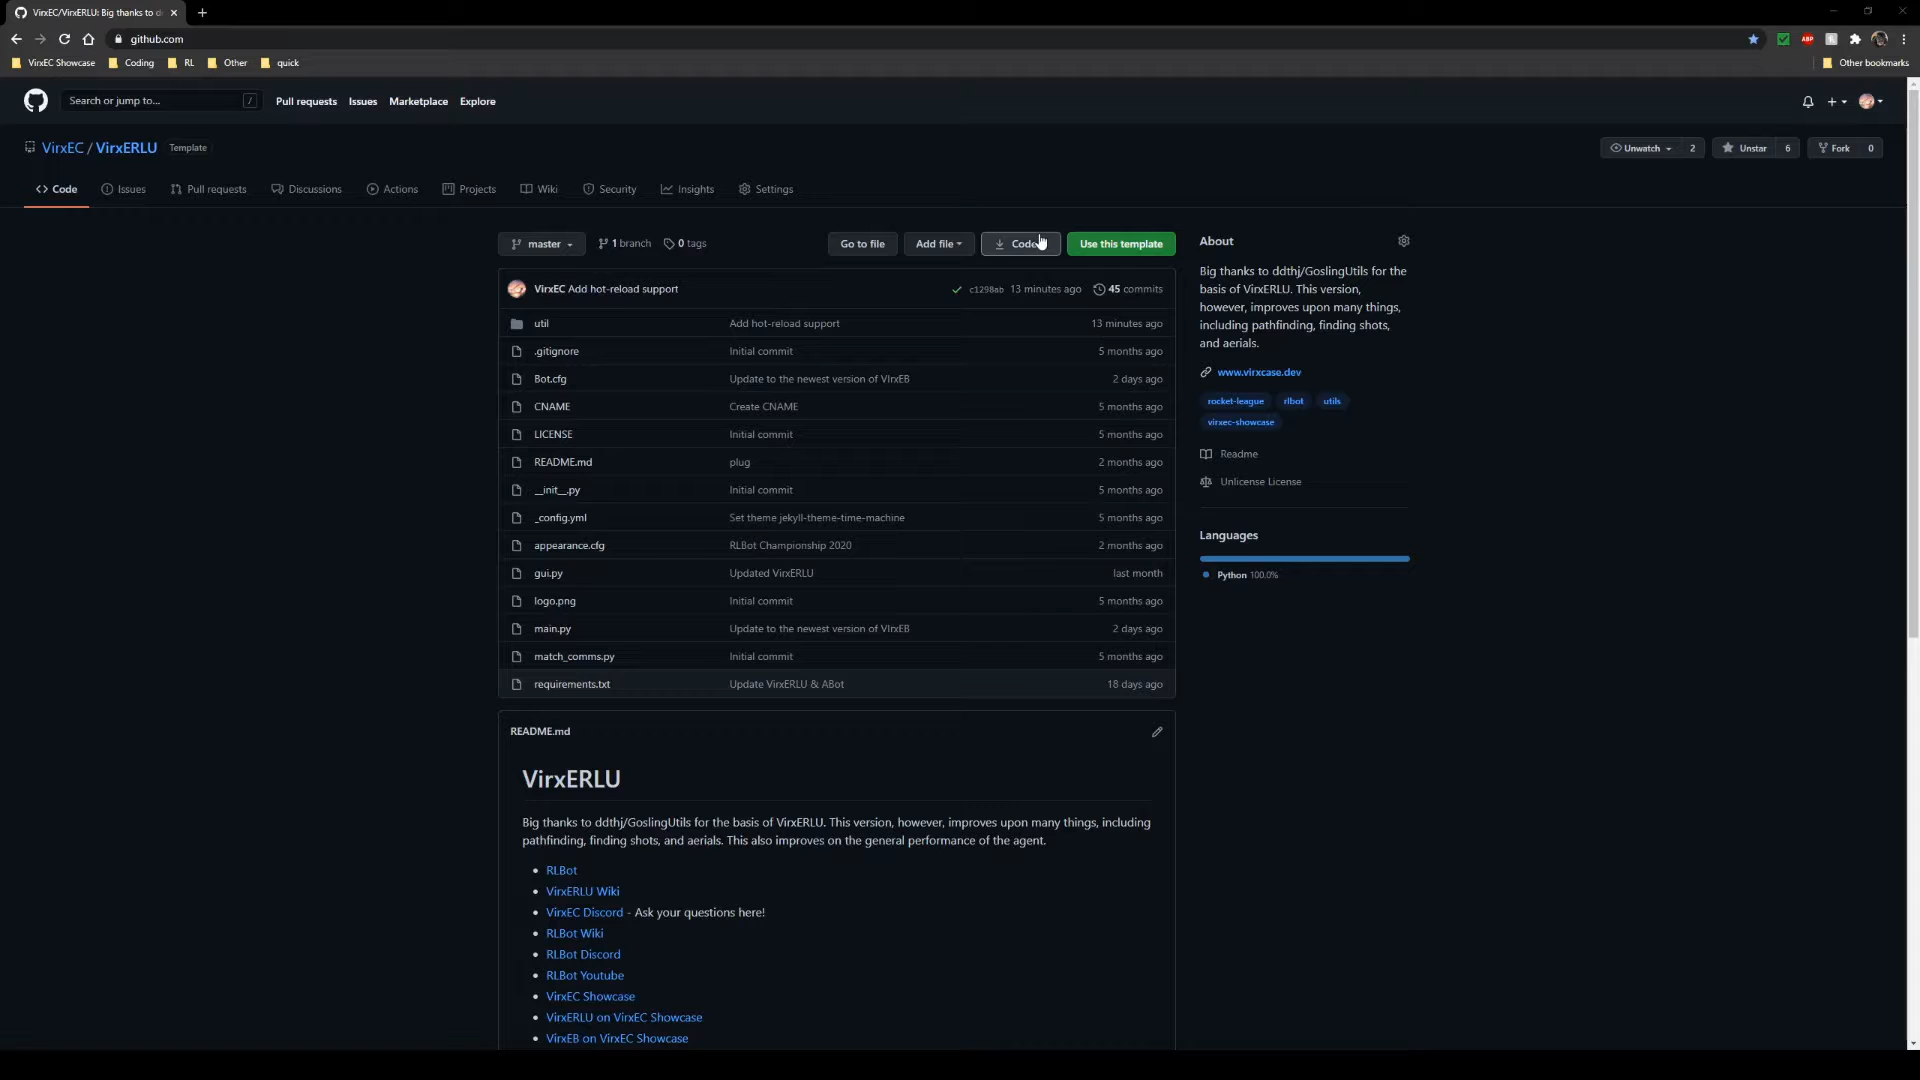 VirxEC/VirxERLU: Big thanks to d
github.com
VirxEC Showcase Coding RL Other quick Other bookmarks
Search or jump to... / Pull requests Issues Marketplace Explore
VirxEC / VirxERLU Template Unwatch 2 Unstar 6 Fork 0
Code Issues Pull requests Discussions Actions Projects Wiki Security Insights Settings
master 1 branch 0 tags Go to file Add file Code Use this template
VirxEC Add hot-reload support c1298ab 13 minutes ago 45 commits
util Add hot-reload support 13 minutes ago
.gitignore Initial commit 5 months ago
Bot.cfg Update to the newest version of VIrxEB 2 days ago
CNAME Create CNAME 5 months ago
LICENSE Initial commit 5 months ago
README.md plug 2 months ago
__init__.py Initial commit 5 months ago
_config.yml Set theme jekyll-theme-time-machine 5 months ago
appearance.cfg RLBot Championship 2020 2 months ago
gui.py Updated VirxERLU last month
logo.png Initial commit 5 months ago
main.py Update to the newest version of VIrxEB 2 days ago
match_comms.py Initial commit 5 months ago
requirements.txt Update VirxERLU & ABot 18 days ago
About
Big thanks to ddthj/GoslingUtils for the
basis of VirxERLU. This version,
however, improves upon many things,
including pathfinding, finding shots,
and aerials.
www.virxcase.dev
rocket-league rlbot utils
virxec-showcase
Readme
Unlicense License
Languages
Python 100.0%
README.md
VirxERLU
Big thanks to ddthj/GoslingUtils for the basis of VirxERLU. This version, however, improves upon many things, including
pathfinding, finding shots, and aerials. This also improves on the general performance of the agent.
RLBot
VirxERLU Wiki
VirxEC Discord - Ask your questions here!
RLBot Wiki
RLBot Discord
RLBot Youtube
VirxEC Showcase
VirxERLU on VirxEC Showcase
VirxEB on VirxEC Showcase